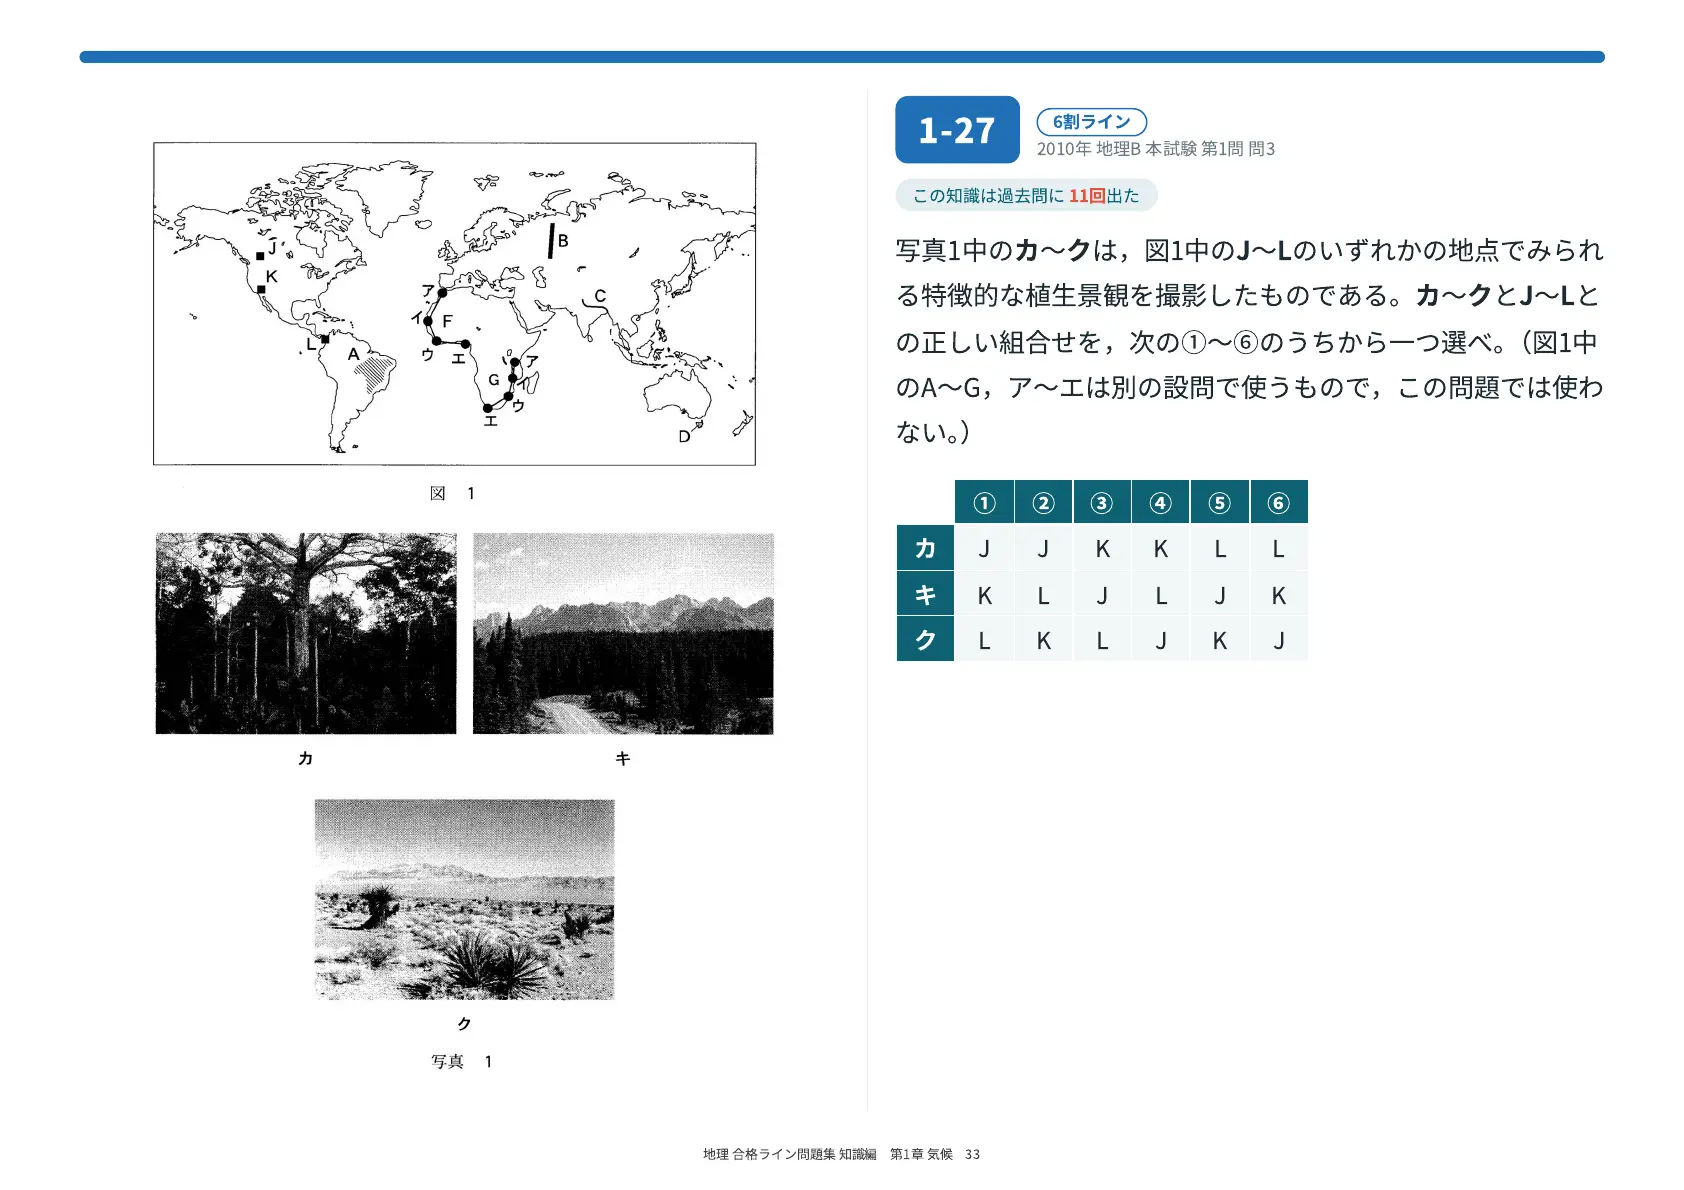 1-27
6割ライン
2010年 地理B 本試験 第1問 問3
この知識は過去問に 11回出た
写真1中のカ～クは，図1中のJ～Lのいずれかの地点でみられ
る特徴的な植生景観を撮影したものである。カ～クとJ～Lと
の正しい組合せを，次の①～⑥のうちから一つ選べ。（図1中
のA～G，ア～エは別の設問で使うもので，この問題では使わ
ない。）
① ② ③ ④ ⑤ ⑥
カ J J K K L L
キ K L J L J K
ク L K L J K J
J
K
L
A
B
C
D
ア
イ F
ウ エ
ア
G イ
ウ
エ
図 1
カ キ
ク
写真 1
地理 合格ライン問題集 知識編 第1章 気候 33